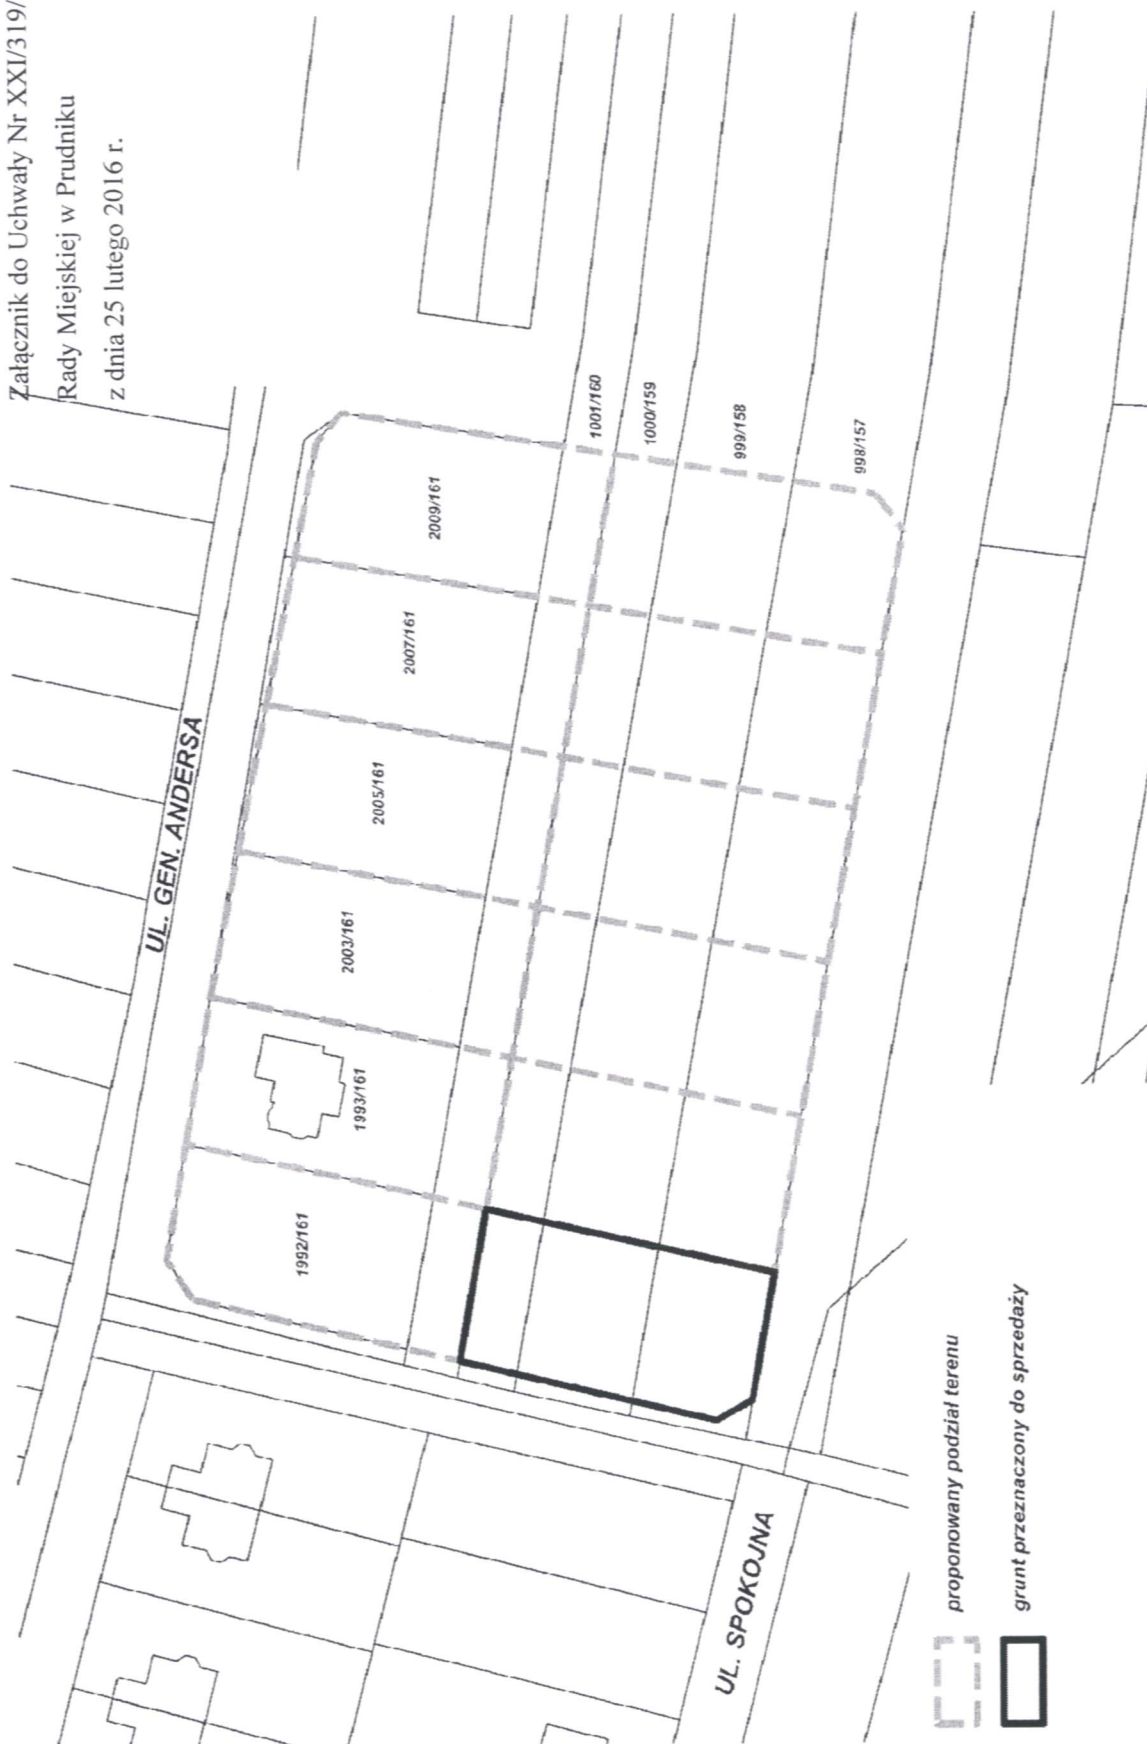 Załącznik do Uchwały Nr XXI/319/
Rady Miejskiej w Prudniku
z dnia 25 lutego 2016 r.
UL. GEN. ANDERSA
1992/161
1993/161
2003/161
2005/161
2007/161
2009/161
1001/160
1000/159
999/158
998/157
UL. SPOKOJNA
proponowany podział terenu
grunt przeznaczony do sprzedaży